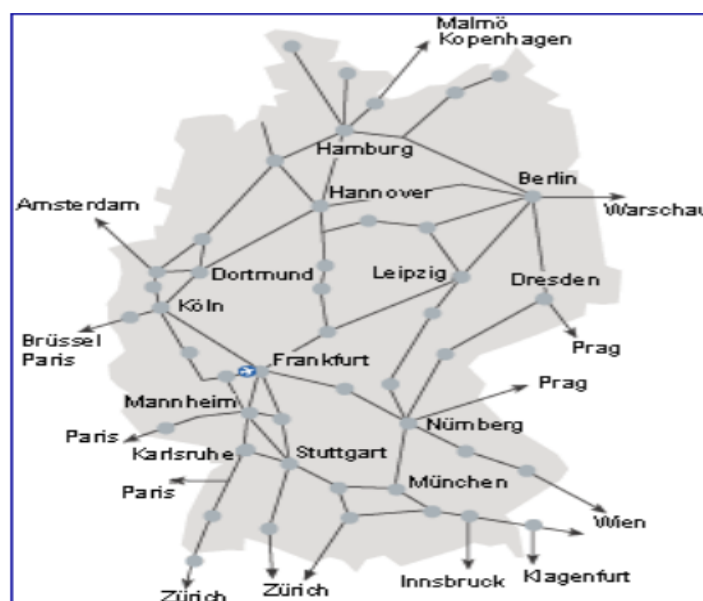 Malmö
Kopenhagen
Hamburg
Hannover
Berlin
Amsterdam
Warschau
Dortmund
Leipzig
Dresden
Köln
Brüssel
Paris
Frankfurt
Prag
Prag
Mannheim
Nürnberg
Paris
Karlsruhe
Stuttgart
München
Paris
Wien
Zürich
Zürich
Innsbruck
Klagenfurt